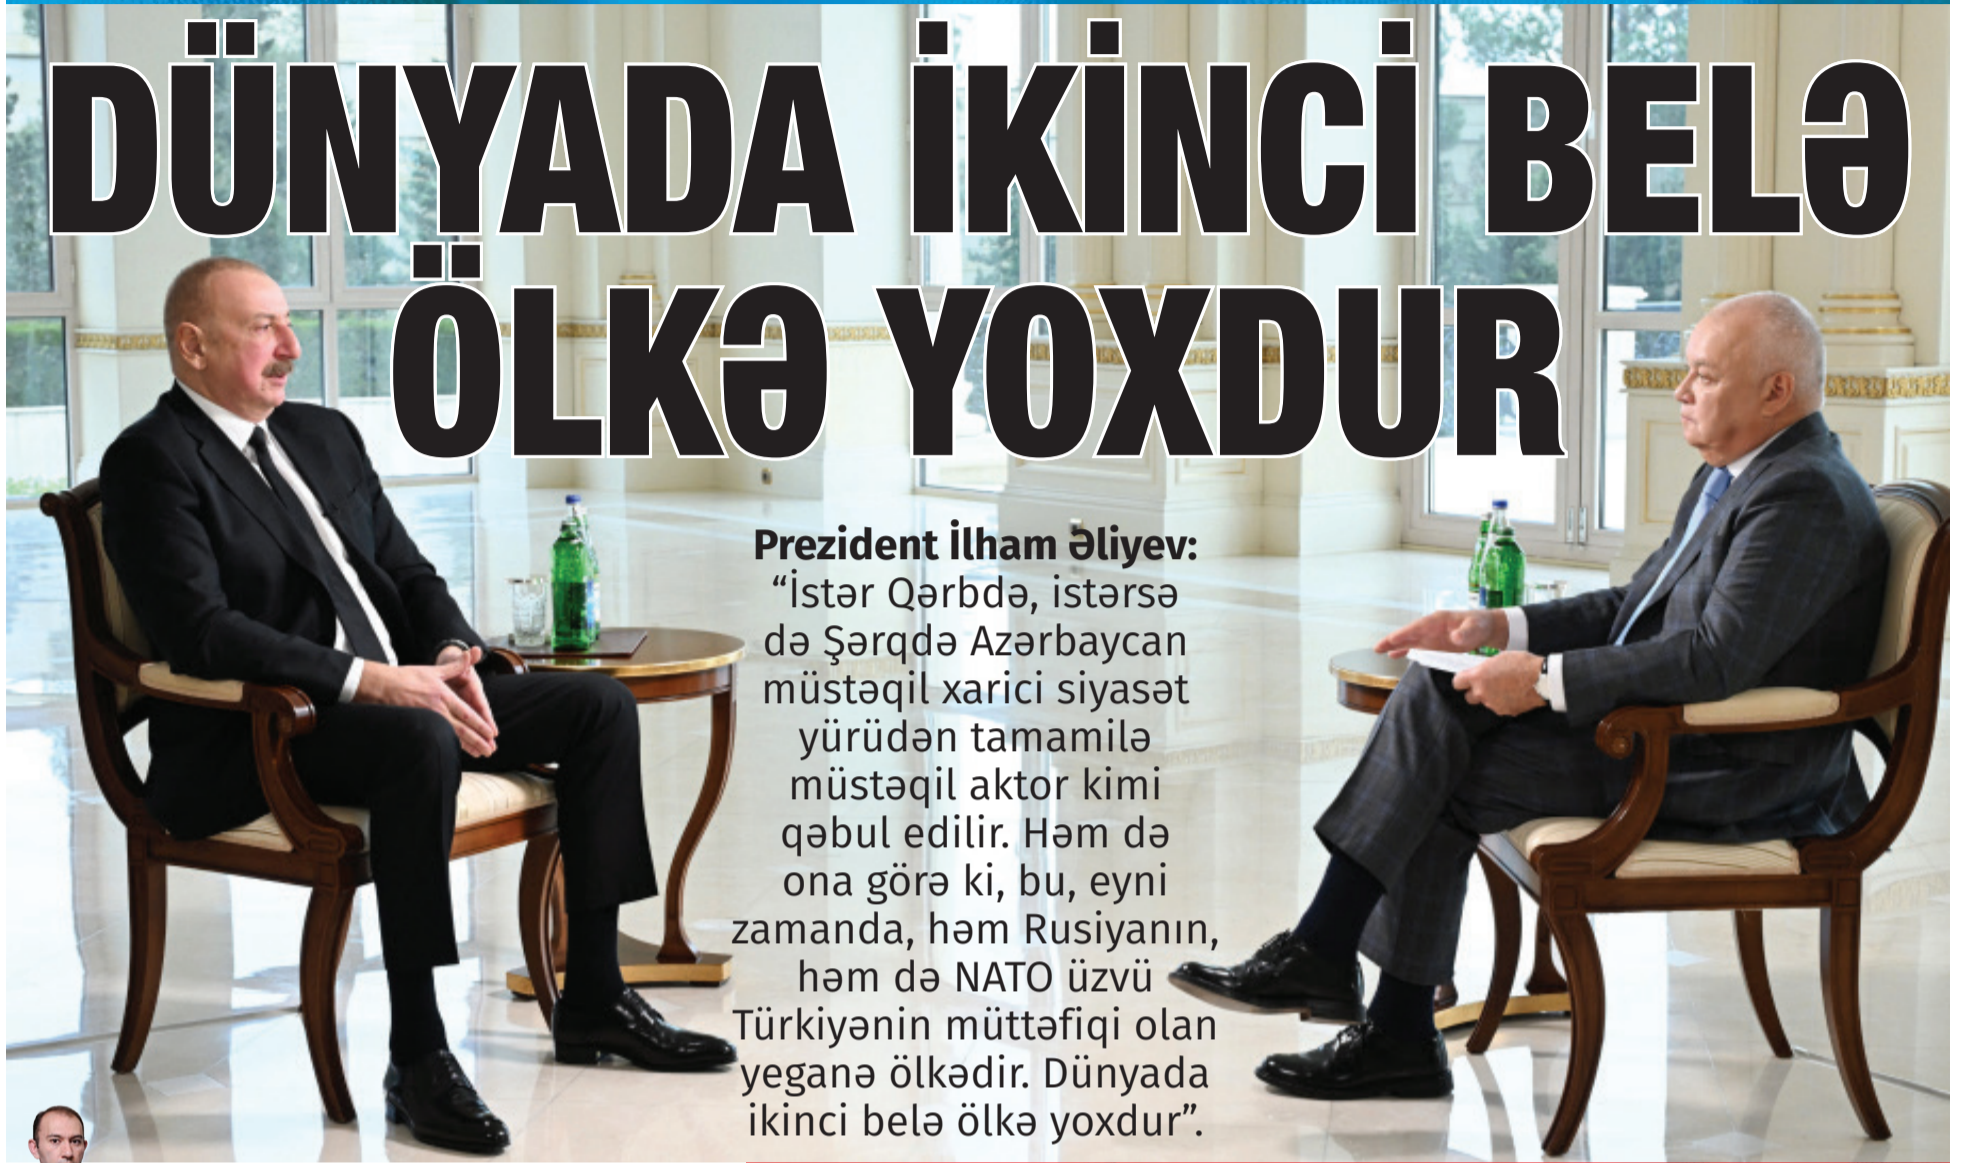 DÜNYADA İKİNCİ BELƏ
ÖLKƏ YOXDUR
Prezident İlham Əliyev:
“İstər Qərbdə, istərsə
də Şərqdə Azərbaycan
müstəqil xarici siyasət
yürüdən tamamilə
müstəqil aktor kimi
qəbul edilir. Həm də
ona görə ki, bu, eyni
zamanda, həm Rusiyanın,
həm də NATO üzvü
Türkiyənin müttəfiqi olan
yeganə ölkədir. Dünyada
ikinci belə ölkə yoxdur”.